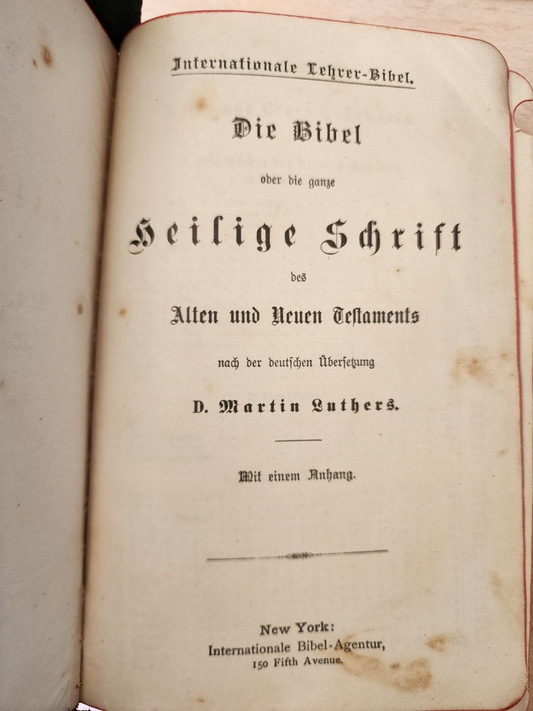 Internationale Lehrer-Bibel.
Die Bibel
oder die ganze
Heilige Schrift
des
Alten und Neuen Testaments
nach der deutschen Übersetzung
D. Martin Luthers.
Mit einem Anhang.
New York:
Internationale Bibel-Agentur,
150 Fifth Avenue.